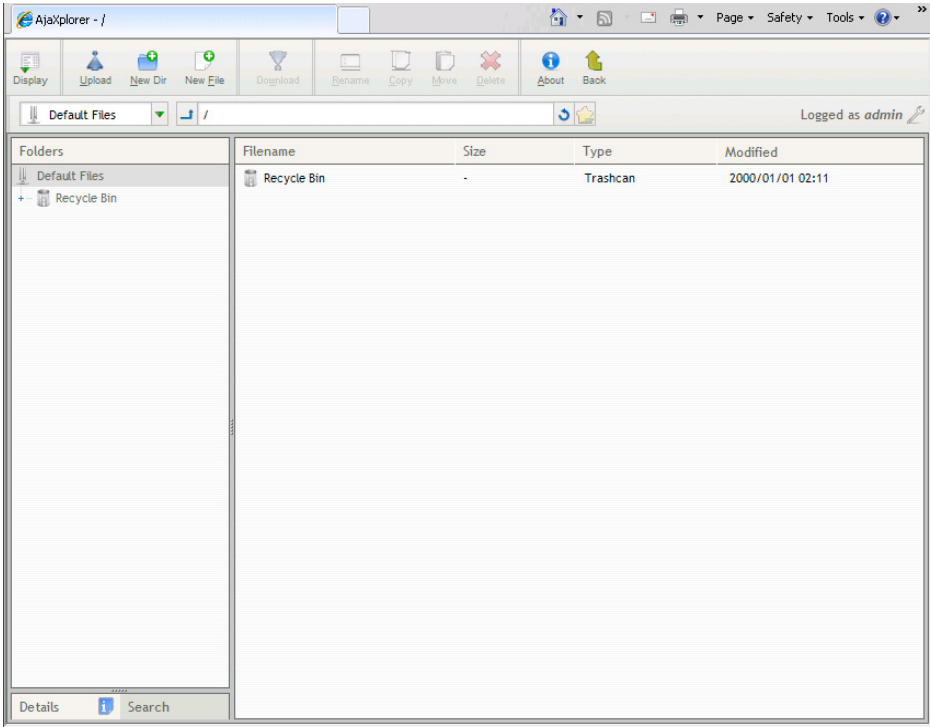 AjaXplorer - /
Page Safety Tools
Display Upload New Dir New File Download Rename Copy Move Delete About Back
Default Files / Logged as admin
Folders Filename Size Type Modified
Default Files Recycle Bin - Trashcan 2000/01/01 02:11
Recycle Bin
Details Search